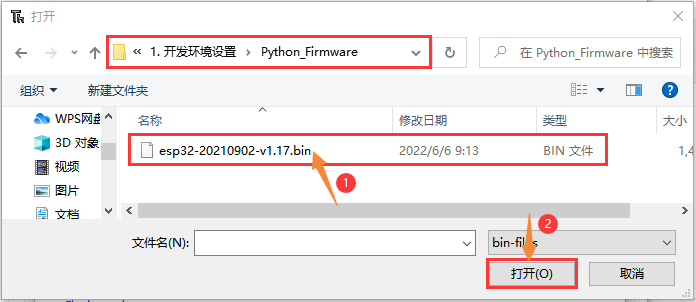 打开
« 1. 开发环境设置 > Python_Firmware
在 Python_Firmware 中搜索
组织 新建文件夹
名称 修改日期 类型 大小
WPS网盘
3D 对象
视频
图片
文档
esp32-20210902-v1.17.bin 2022/6/6 9:13 BIN 文件 1,4
1
2
文件名(N): bin-files
打开(O) 取消